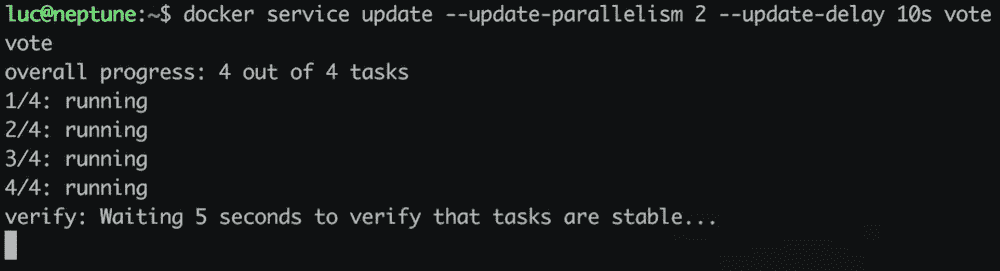 luc@neptune:~$ docker service update --update-parallelism 2 --update-delay 10s vote
vote
overall progress: 4 out of 4 tasks
1/4: running
2/4: running
3/4: running
4/4: running
verify: Waiting 5 seconds to verify that tasks are stable...